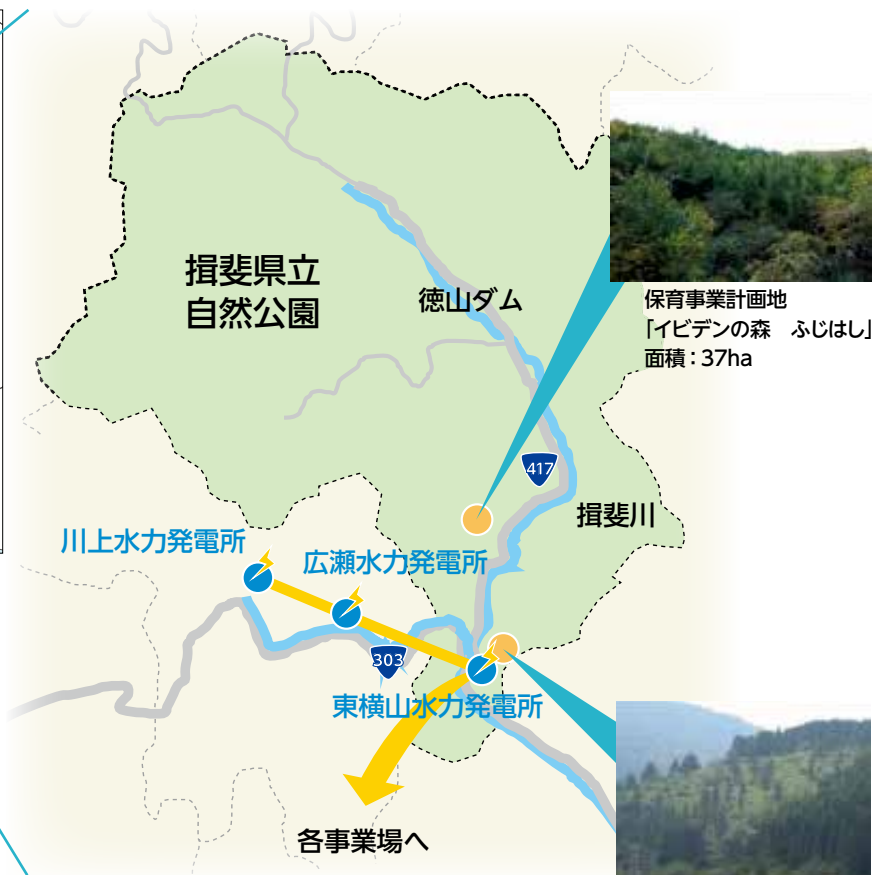 揖斐県立
自然公園
徳山ダム
保育事業計画地
「イビデンの森　ふじはし」
面積：37ha
417
揖斐川
川上水力発電所
広瀬水力発電所
303
東横山水力発電所
各事業場へ